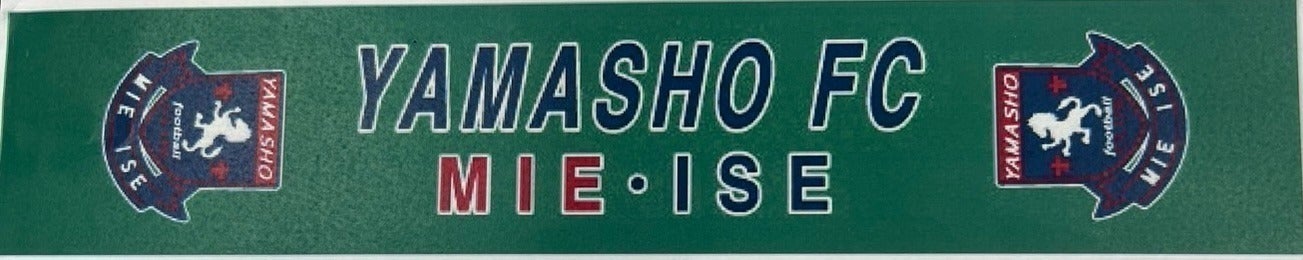 YAMASHO FC
MIE・ISE
YAMASHO
football
MIE ISE
YAMASHO
football
MIE ISE